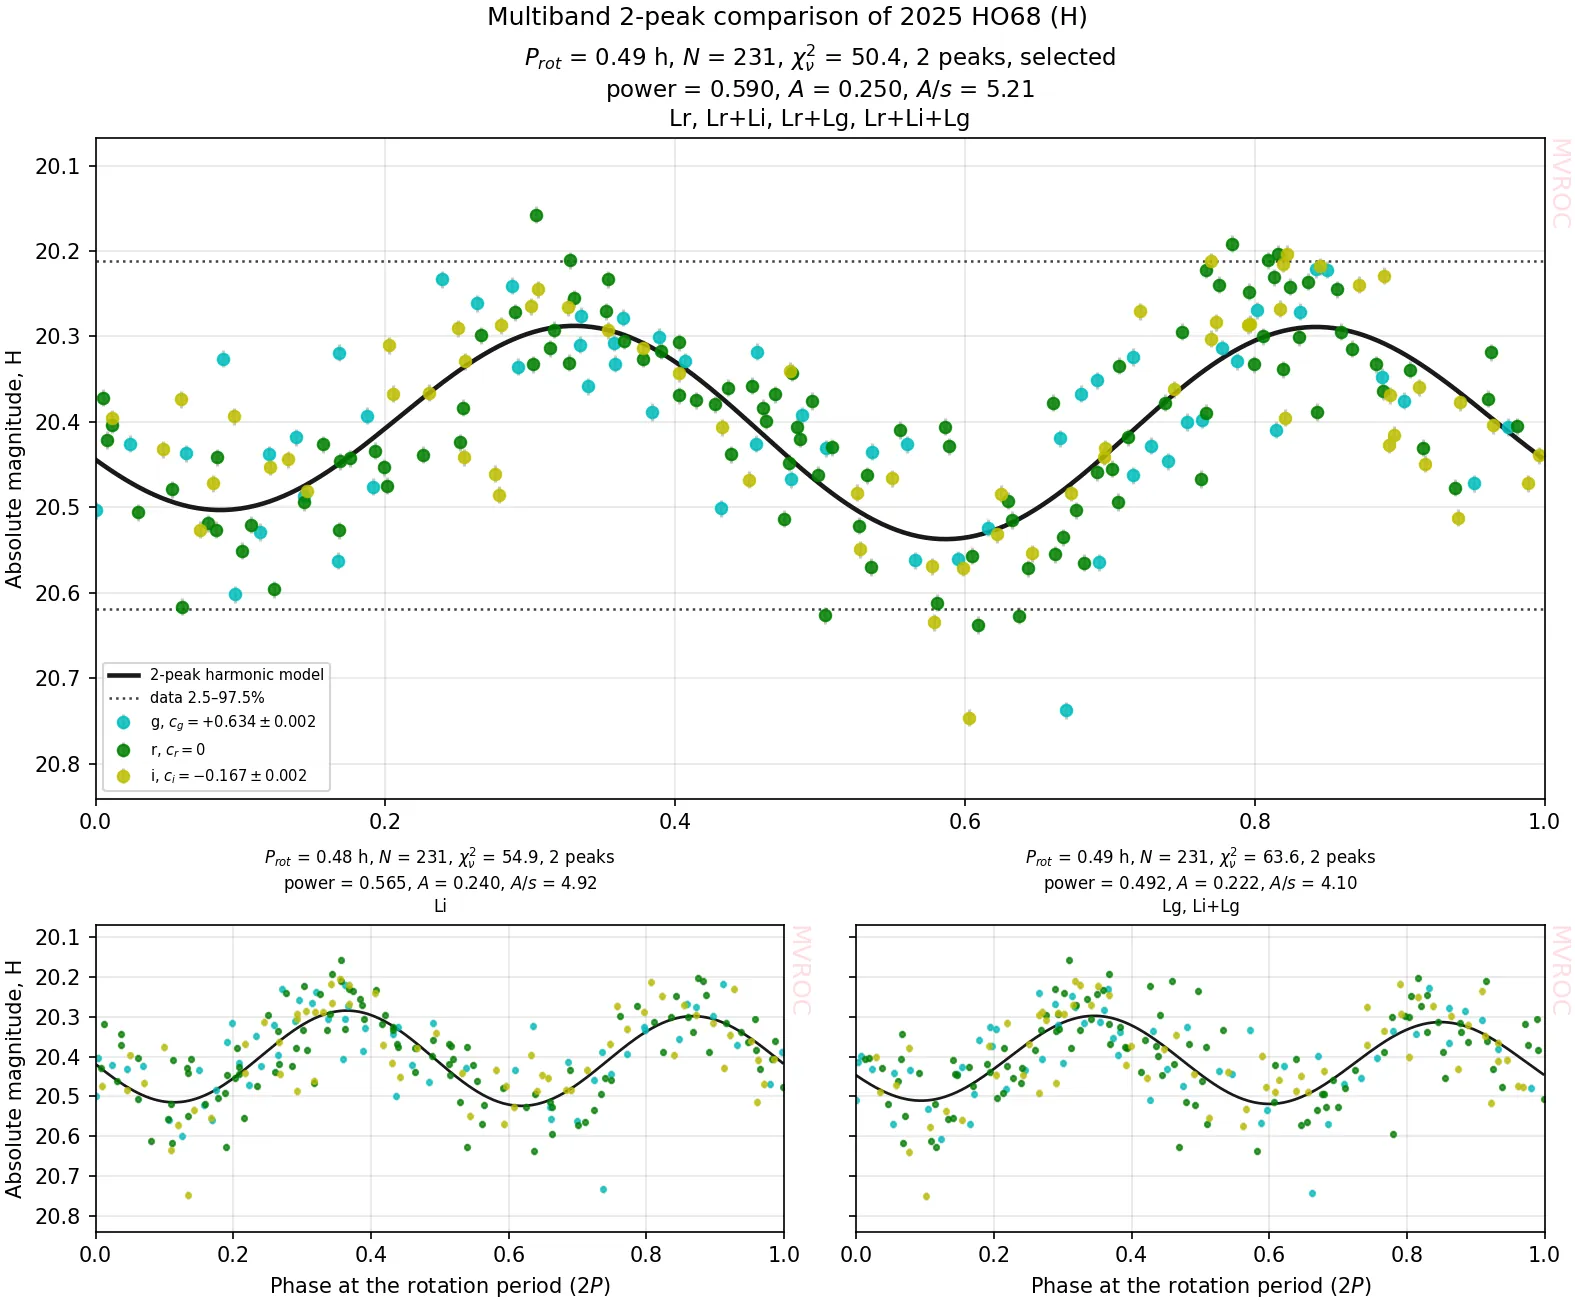 Multiband 2-peak comparison of 2025 HO68 (H)
P_rot = 0.49 h, N = 231, χ²_ν = 50.4, 2 peaks, selected
power = 0.590, A = 0.250, A/s = 5.21
Lr, Lr+Li, Lr+Lg, Lr+Li+Lg
20.1
20.2
20.3
20.4
20.5
20.6
20.7
20.8
Absolute magnitude, H
MVROC
2-peak harmonic model
data 2.5–97.5%
g, c_g = +0.634 ± 0.002
r, c_r = 0
i, c_i = −0.167 ± 0.002
0.0 0.2 0.4 0.6 0.8 1.0
P_rot = 0.48 h, N = 231, χ²_ν = 54.9, 2 peaks
power = 0.565, A = 0.240, A/s = 4.92
Li
20.1
20.2
20.3
20.4
20.5
20.6
20.7
20.8
Absolute magnitude, H
MVROC
0.0 0.2 0.4 0.6 0.8 1.0
Phase at the rotation period (2P)
P_rot = 0.49 h, N = 231, χ²_ν = 63.6, 2 peaks
power = 0.492, A = 0.222, A/s = 4.10
Lg, Li+Lg
MVROC
0.0 0.2 0.4 0.6 0.8 1.0
Phase at the rotation period (2P)